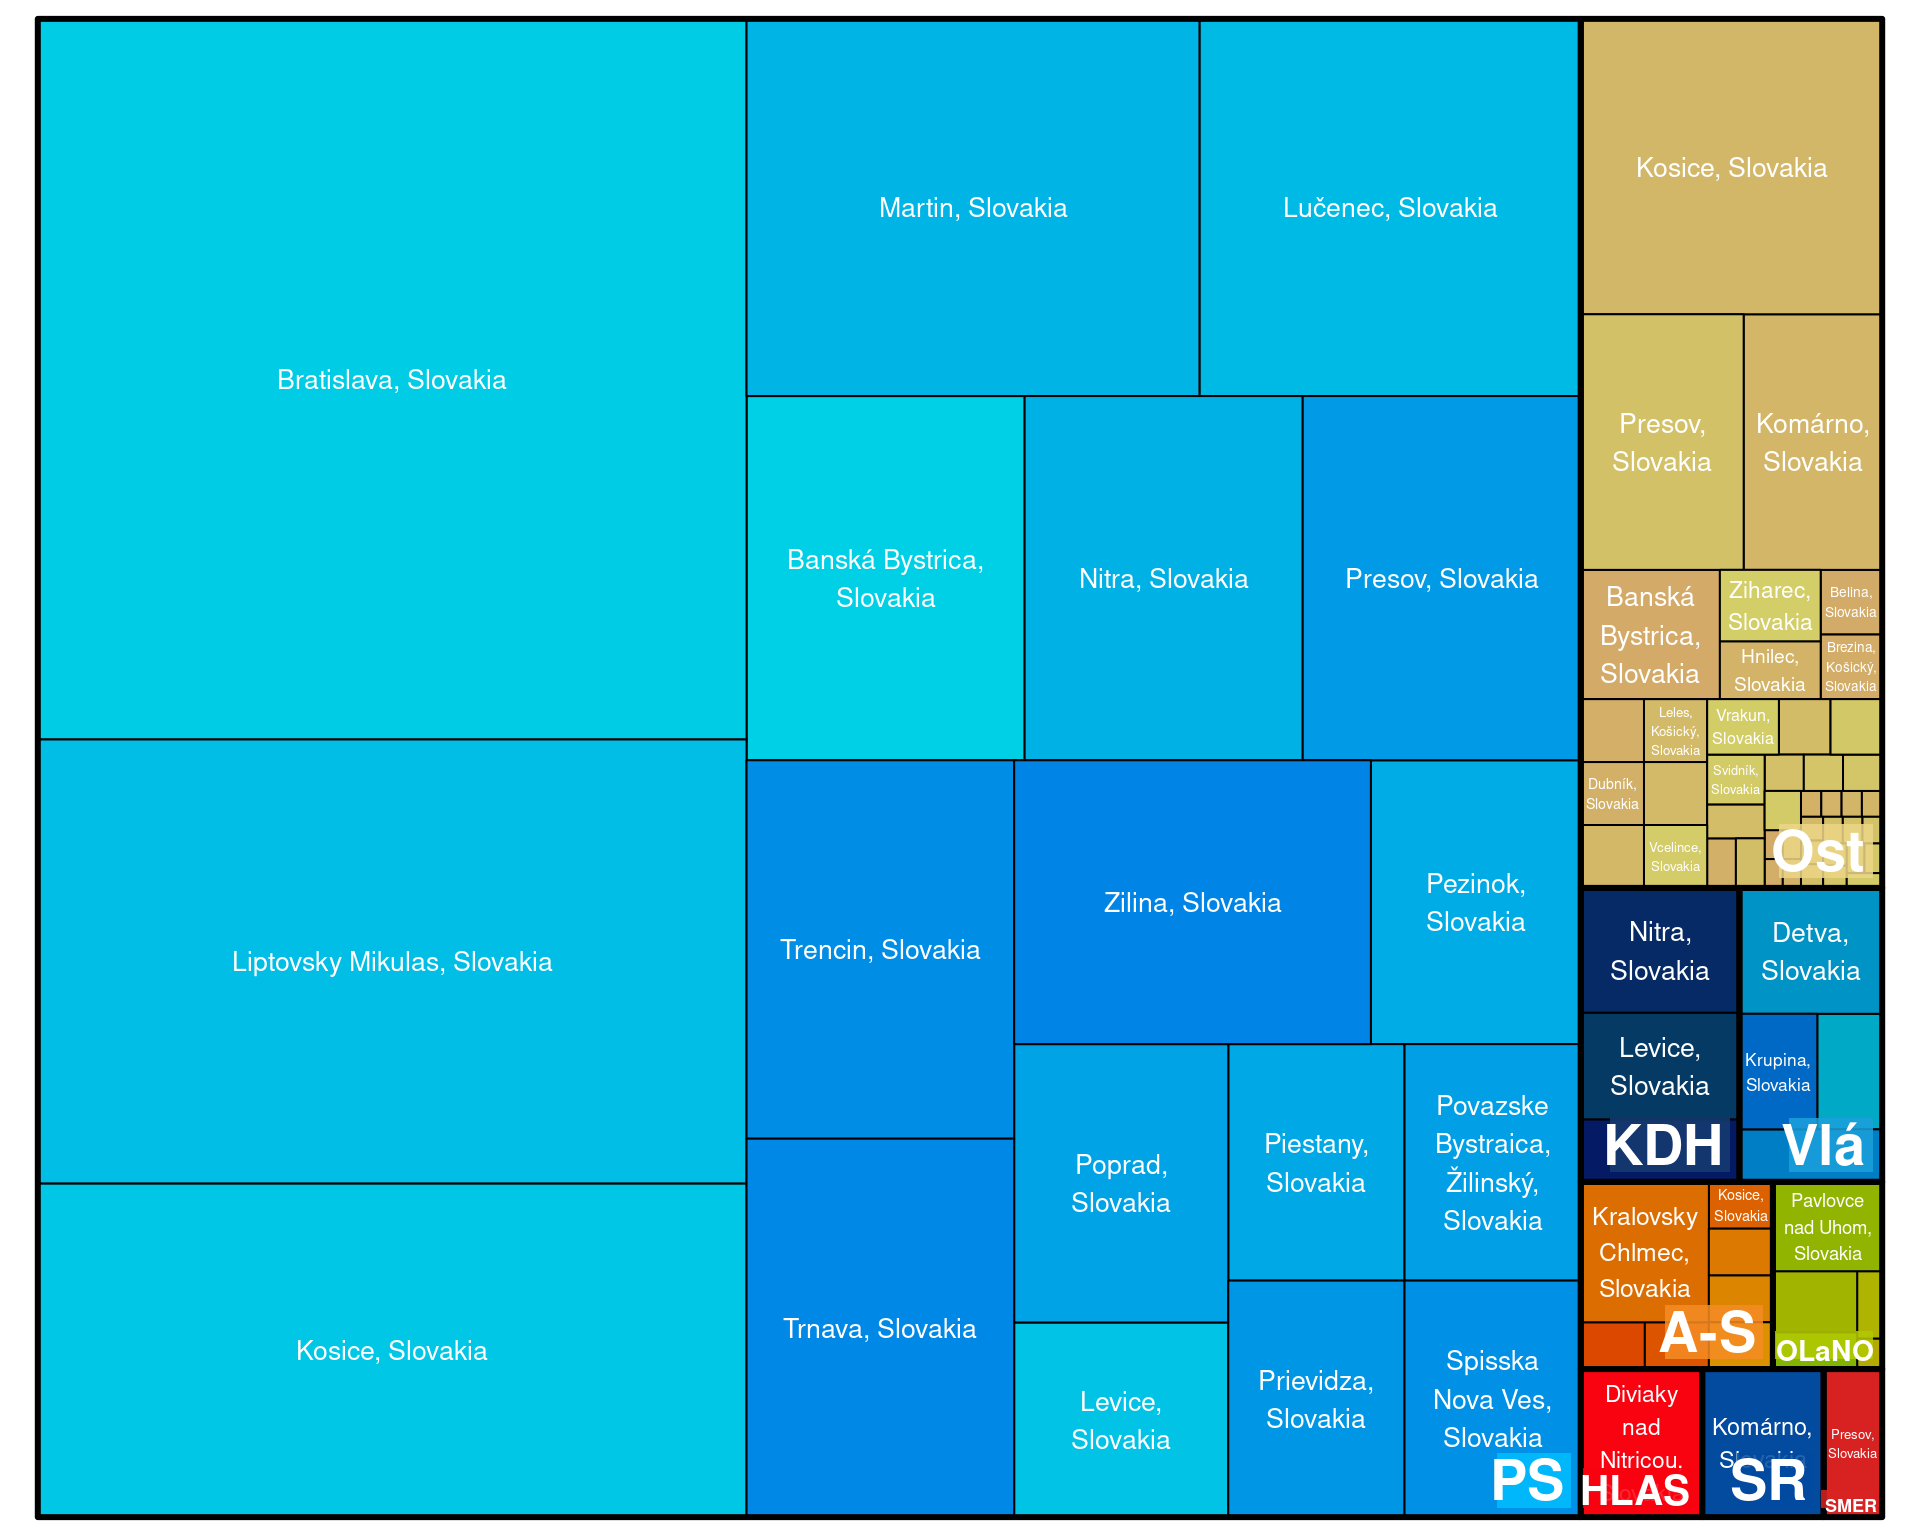 Bratislava, Slovakia
Liptovsky Mikulas, Slovakia
Kosice, Slovakia
Martin, Slovakia
Lučenec, Slovakia
Banská Bystrica,
Slovakia
Nitra, Slovakia
Presov, Slovakia
Trencin, Slovakia
Trnava, Slovakia
Zilina, Slovakia
Pezinok,
Slovakia
Poprad,
Slovakia
Levice,
Slovakia
Piestany,
Slovakia
Povazske
Bystraica,
Žilinský,
Slovakia
Prievidza,
Slovakia
Spisska
Nova Ves,
Slovakia
PS
Kosice, Slovakia
Presov,
Slovakia
Komárno,
Slovakia
Banská
Bystrica,
Slovakia
Ziharec,
Slovakia
Hnilec,
Slovakia
Belina,
Slovakia
Brezina,
Košický,
Slovakia
Leles,
Košický,
Slovakia
Dubník,
Slovakia
Vcelince,
Slovakia
Vrakun,
Slovakia
Svidník,
Slovakia
Ost
Nitra,
Slovakia
Levice,
Slovakia
KDH
Detva,
Slovakia
Krupina,
Slovakia
Vlá
Kralovsky
Chlmec,
Slovakia
Kosice,
Slovakia
A-S
Pavlovce
nad Uhom,
Slovakia
OLaNO
Diviaky
nad
Nitricou.
HLAS
Komárno,
Slovakia
SR
Presov,
Slovakia
SMER